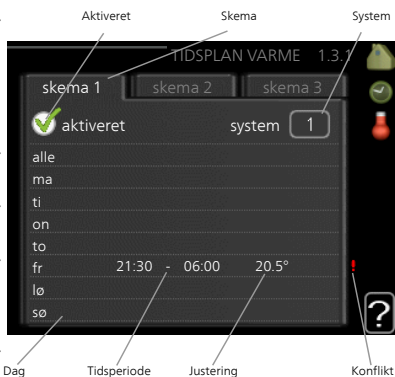 Aktiveret Skema System
TIDSPLAN VARME 1.3.1
skema 1 skema 2 skema 3
aktiveret system 1
alle
ma
ti
on
to
fr 21:30 - 06:00 20.5° !
lø
sø
?
Dag Tidsperiode Justering Konflikt